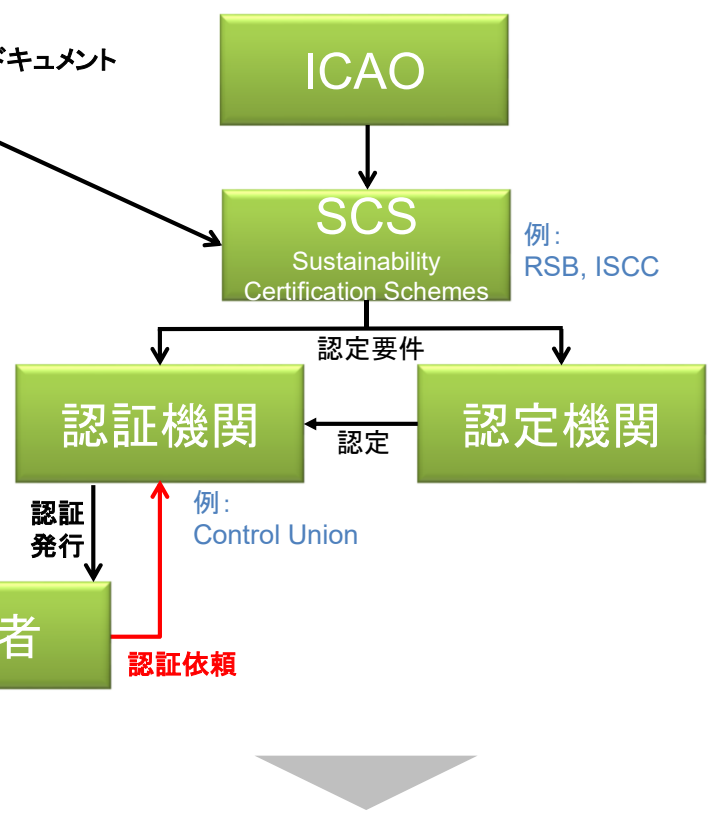 ドキュメント
ICAO
SCS
Sustainability
Certification Schemes
例：
RSB, ISCC
認定要件
認証機関
認定
認定機関
認証
発行
例：
Control Union
者
認証依頼